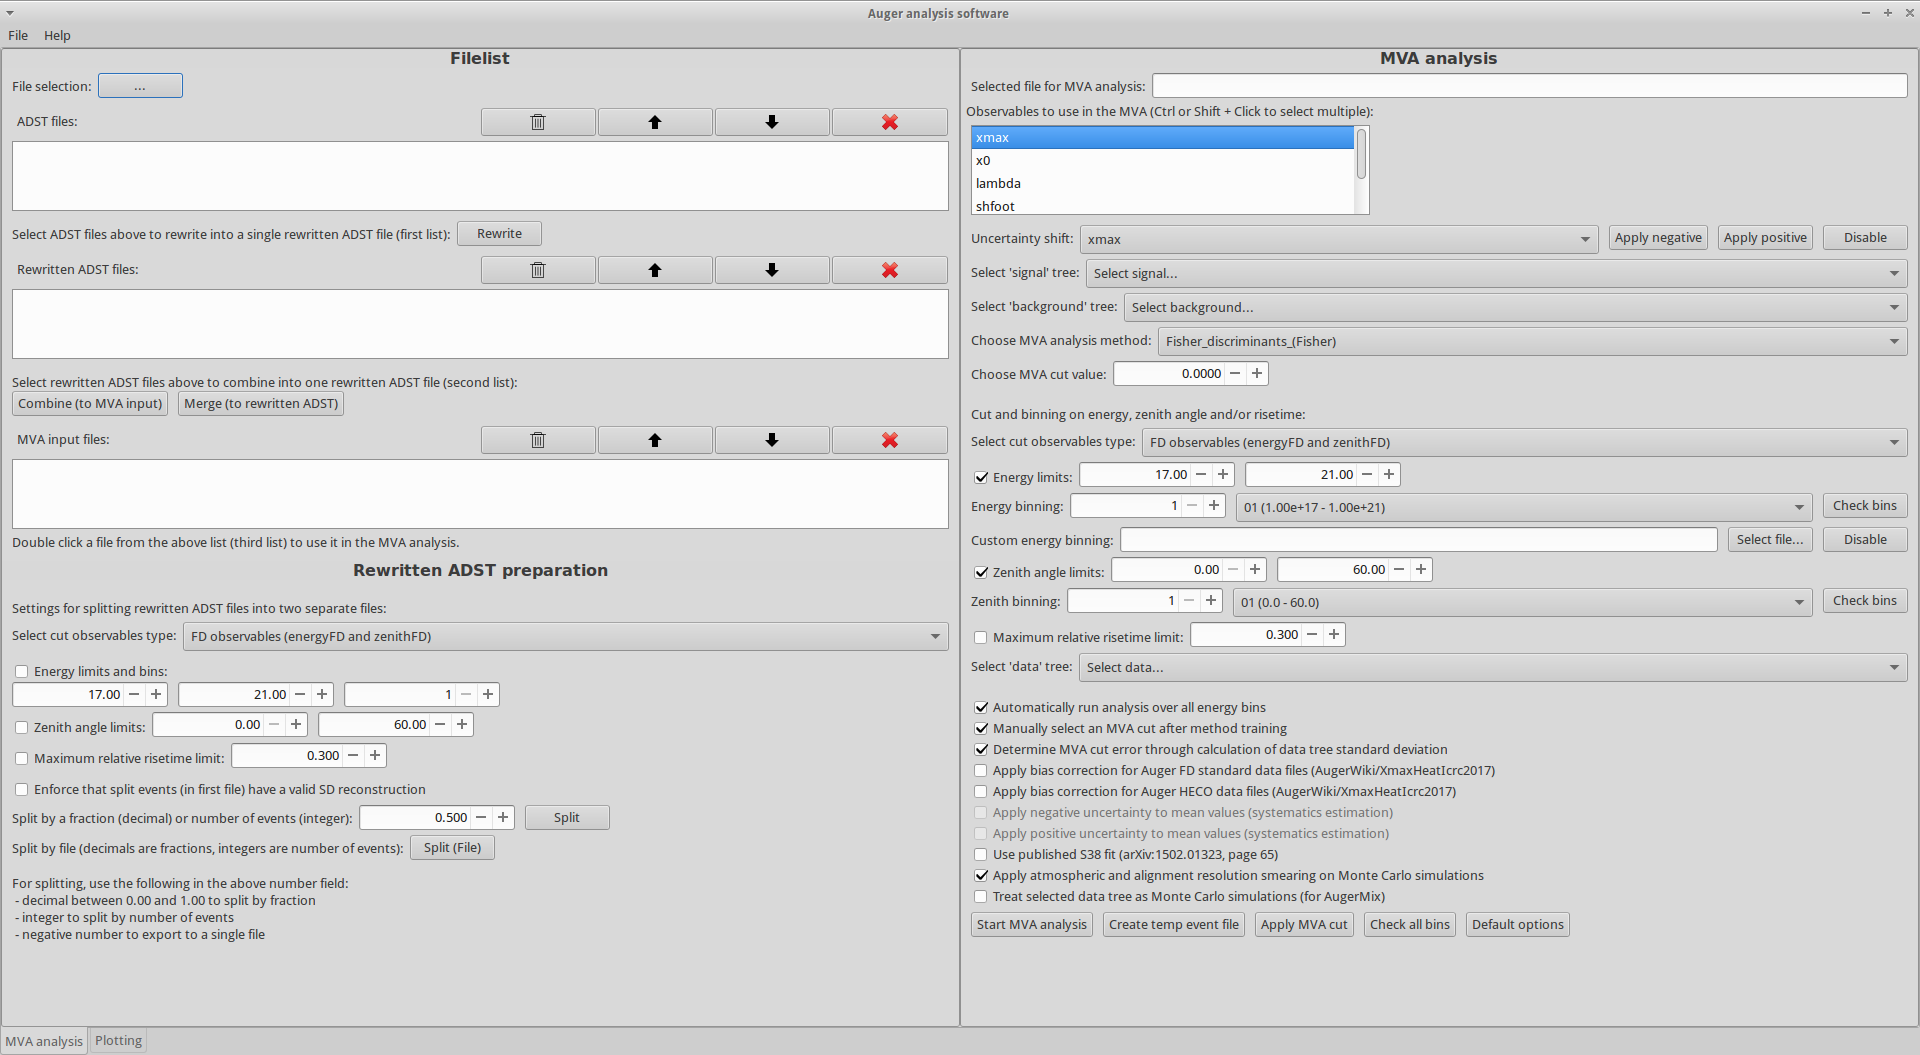 Auger analysis software
File Help
Filelist
File selection: ...
ADST files:
Select ADST files above to rewrite into a single rewritten ADST file (first list): Rewrite
Rewritten ADST files:
Select rewritten ADST files above to combine into one rewritten ADST file (second list):
Combine (to MVA input) Merge (to rewritten ADST)
MVA input files:
Double click a file from the above list (third list) to use it in the MVA analysis.
Rewritten ADST preparation
Settings for splitting rewritten ADST files into two separate files:
Select cut observables type: FD observables (energyFD and zenithFD)
Energy limits and bins:
17.00 21.00 1
Zenith angle limits: 0.00 60.00
Maximum relative risetime limit: 0.300
Enforce that split events (in first file) have a valid SD reconstruction
Split by a fraction (decimal) or number of events (integer): 0.500 Split
Split by file (decimals are fractions, integers are number of events): Split (File)
For splitting, use the following in the above number field:
- decimal between 0.00 and 1.00 to split by fraction
- integer to split by number of events
- negative number to export to a single file
MVA analysis
Selected file for MVA analysis:
Observables to use in the MVA (Ctrl or Shift + Click to select multiple):
xmax
x0
lambda
shfoot
Uncertainty shift: xmax Apply negative Apply positive Disable
Select 'signal' tree: Select signal...
Select 'background' tree: Select background...
Choose MVA analysis method: Fisher_discriminants_(Fisher)
Choose MVA cut value: 0.0000
Cut and binning on energy, zenith angle and/or risetime:
Select cut observables type: FD observables (energyFD and zenithFD)
Energy limits: 17.00 21.00
Energy binning: 1 01 (1.00e+17 - 1.00e+21) Check bins
Custom energy binning: Select file... Disable
Zenith angle limits: 0.00 60.00
Zenith binning: 1 01 (0.0 - 60.0) Check bins
Maximum relative risetime limit: 0.300
Select 'data' tree: Select data...
Automatically run analysis over all energy bins
Manually select an MVA cut after method training
Determine MVA cut error through calculation of data tree standard deviation
Apply bias correction for Auger FD standard data files (AugerWiki/XmaxHeatIcrc2017)
Apply bias correction for Auger HECO data files (AugerWiki/XmaxHeatIcrc2017)
Apply negative uncertainty to mean values (systematics estimation)
Apply positive uncertainty to mean values (systematics estimation)
Use published S38 fit (arXiv:1502.01323, page 65)
Apply atmospheric and alignment resolution smearing on Monte Carlo simulations
Treat selected data tree as Monte Carlo simulations (for AugerMix)
Start MVA analysis Create temp event file Apply MVA cut Check all bins Default options
MVA analysis Plotting